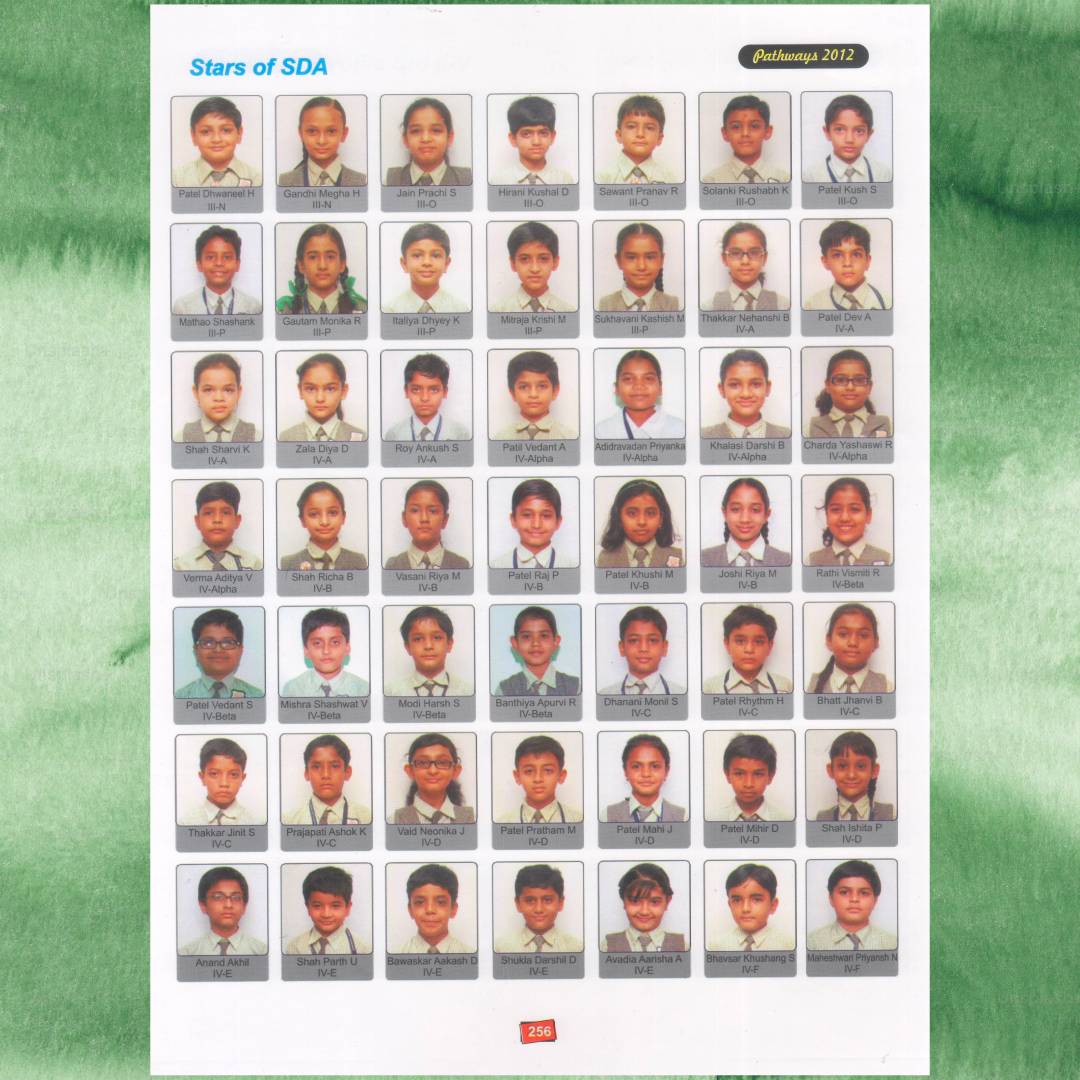 Stars of SDA
Pathways 2012
Patel Dhwaneel H
III-N
Gandhi Megha H
III-N
Jain Prachi S
III-O
Hirani Kushal D
III-O
Sawant Pranav R
III-O
Solanki Rushabh K
III-O
Patel Kush S
III-O
Mathao Shashank
III-P
Gautam Monika R
III-P
Italiya Dhyey K
III-P
Mitraja Krishi M
III-P
Sukhavani Kashish M
III-P
Thakkar Nehanshi B
IV-A
Patel Dev A
IV-A
Shah Sharvi K
IV-A
Zala Diya D
IV-A
Roy Ankush S
IV-A
Patil Vedant A
IV-Alpha
Adidravadan Priyanka
IV-Alpha
Khalasi Darshi B
IV-Alpha
Charda Yashaswi R
IV-Alpha
Verma Aditya V
IV-Alpha
Shah Richa B
IV-B
Vasani Riya M
IV-B
Patel Raj P
IV-B
Patel Khushi M
IV-B
Joshi Riya M
IV-B
Rathi Vismiti R
IV-Beta
Patel Vedant S
IV-Beta
Mishra Shashwat V
IV-Beta
Modi Harsh S
IV-Beta
Banthiya Apurvi R
IV-Beta
Dhanani Monil S
IV-C
Patel Rhythm H
IV-C
Bhatt Jhanvi B
IV-C
Thakkar Jinit S
IV-C
Prajapati Ashok K
IV-C
Vaid Neonika J
IV-D
Patel Pratham M
IV-D
Patel Mahi J
IV-D
Patel Mihir D
IV-D
Shah Ishita P
IV-D
Anand Akhil
IV-E
Shah Parth U
IV-E
Bawaskar Aakash D
IV-E
Shukla Darshil D
IV-E
Avadia Aarisha A
IV-E
Bhavsar Khushang S
IV-F
Maheshwari Priyansh N
IV-F
256